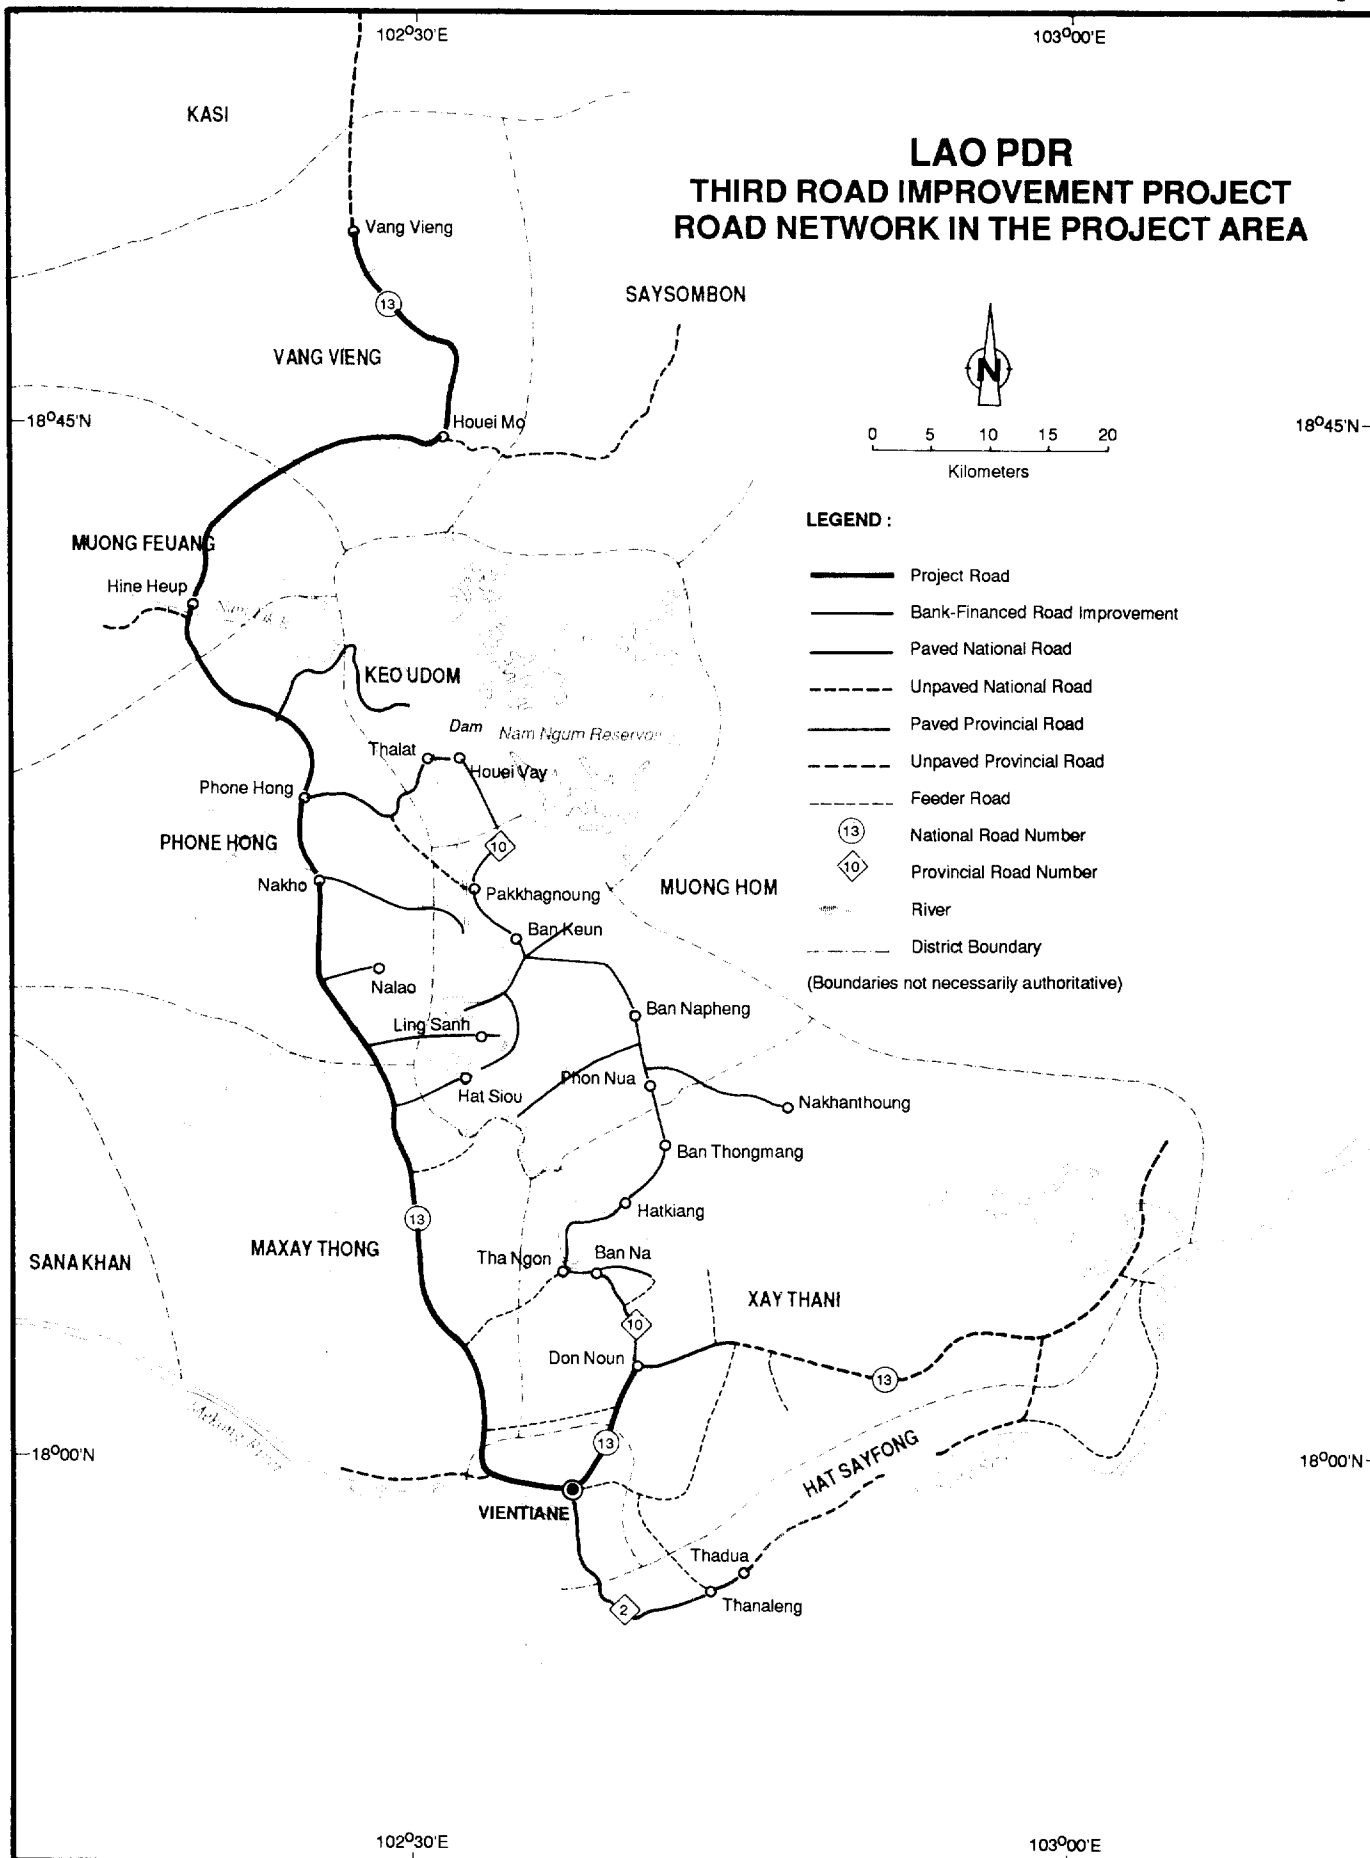 102°30'E
103°00'E
KASI
LAO PDR
THIRD ROAD IMPROVEMENT PROJECT
ROAD NETWORK IN THE PROJECT AREA
Vang Vieng
13
SAYSOMBON
VANG VIENG
N
18°45'N
Houei Mo
18°45'N
0 5 10 15 20
Kilometers
LEGEND :
MUONG FEUANG
Hine Heup
Project Road
Bank-Financed Road Improvement
Paved National Road
KEO UDOM
Unpaved National Road
Dam
Nam Ngum Reservoir
Paved Provincial Road
Thalat
Houei Vay
Unpaved Provincial Road
Phone Hong
Feeder Road
PHONE HONG
10
13 National Road Number
10 Provincial Road Number
Nakho
Pakkhagnoung
MUONG HOM
River
Ban Keun
District Boundary
Nalao
(Boundaries not necessarily authoritative)
Ban Napheng
Ling Sanh
Phon Nua
Hat Siou
Nakhanthoung
Ban Thongmang
13
Hatkiang
SANAKHAN
MAXAY THONG
Tha Ngon
Ban Na
XAY THANI
10
Don Noun
13
Mekong River
13
HAT SAYFONG
18°00'N
18°00'N
VIENTIANE
Thadua
Thanaleng
2
102°30'E
103°00'E